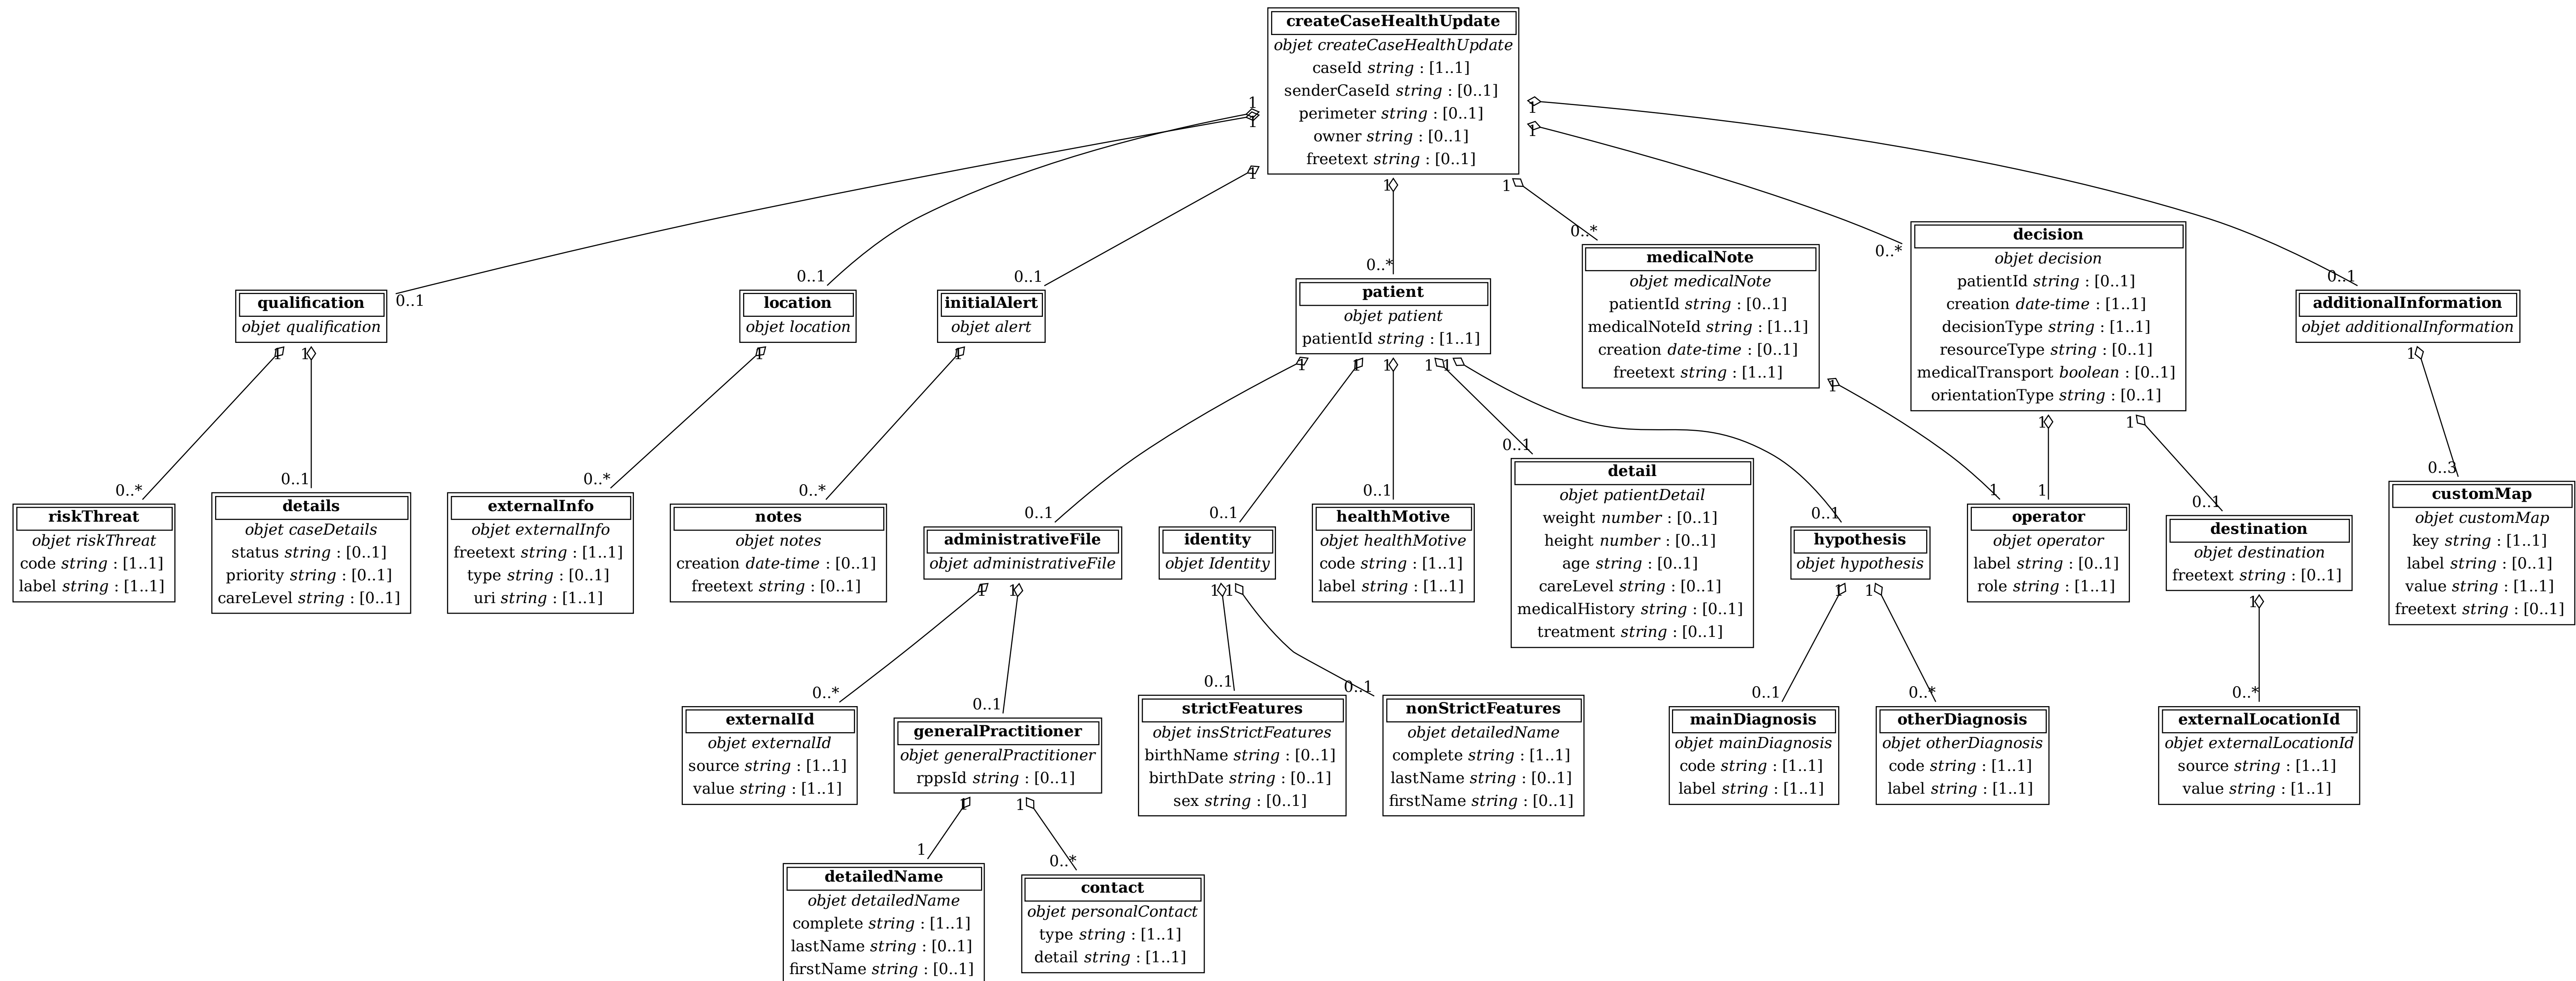 createCaseHealthUpdate
objet createCaseHealthUpdate
caseId string : [1..1]
senderCaseId string : [0..1]
perimeter string : [0..1]
owner string : [0..1]
freetext string : [0..1]
1
1
1
1
1
1
1
0..1
0..1
0..1
0..*
0..*
0..*
0..1
qualification
objet qualification
location
objet location
initialAlert
objet alert
patient
objet patient
patientId string : [1..1]
medicalNote
objet medicalNote
patientId string : [0..1]
medicalNoteId string : [1..1]
creation date-time : [0..1]
freetext string : [1..1]
decision
objet decision
patientId string : [0..1]
creation date-time : [1..1]
decisionType string : [1..1]
resourceType string : [0..1]
medicalTransport boolean : [0..1]
orientationType string : [0..1]
additionalInformation
objet additionalInformation
1
1
1
1
1
1
1
1
1
1
1
1
1
1
0..*
0..1
0..*
0..*
0..1
0..1
0..1
0..1
0..1
1
1
0..1
0..3
riskThreat
objet riskThreat
code string : [1..1]
label string : [1..1]
details
objet caseDetails
status string : [0..1]
priority string : [0..1]
careLevel string : [0..1]
externalInfo
objet externalInfo
freetext string : [1..1]
type string : [0..1]
uri string : [1..1]
notes
objet notes
creation date-time : [0..1]
freetext string : [0..1]
administrativeFile
objet administrativeFile
identity
objet Identity
healthMotive
objet healthMotive
code string : [1..1]
label string : [1..1]
detail
objet patientDetail
weight number : [0..1]
height number : [0..1]
age string : [0..1]
careLevel string : [0..1]
medicalHistory string : [0..1]
treatment string : [0..1]
hypothesis
objet hypothesis
operator
objet operator
label string : [0..1]
role string : [1..1]
destination
objet destination
freetext string : [0..1]
customMap
objet customMap
key string : [1..1]
label string : [0..1]
value string : [1..1]
freetext string : [0..1]
1
1
1
1
1
1
1
0..*
0..1
0..1
0..1
0..1
0..*
0..*
externalId
objet externalId
source string : [1..1]
value string : [1..1]
generalPractitioner
objet generalPractitioner
rppsId string : [0..1]
strictFeatures
objet insStrictFeatures
birthName string : [0..1]
birthDate string : [0..1]
sex string : [0..1]
nonStrictFeatures
objet detailedName
complete string : [1..1]
lastName string : [0..1]
firstName string : [0..1]
mainDiagnosis
objet mainDiagnosis
code string : [1..1]
label string : [1..1]
otherDiagnosis
objet otherDiagnosis
code string : [1..1]
label string : [1..1]
externalLocationId
objet externalLocationId
source string : [1..1]
value string : [1..1]
1
1
1
0..*
detailedName
objet detailedName
complete string : [1..1]
lastName string : [0..1]
firstName string : [0..1]
contact
objet personalContact
type string : [1..1]
detail string : [1..1]